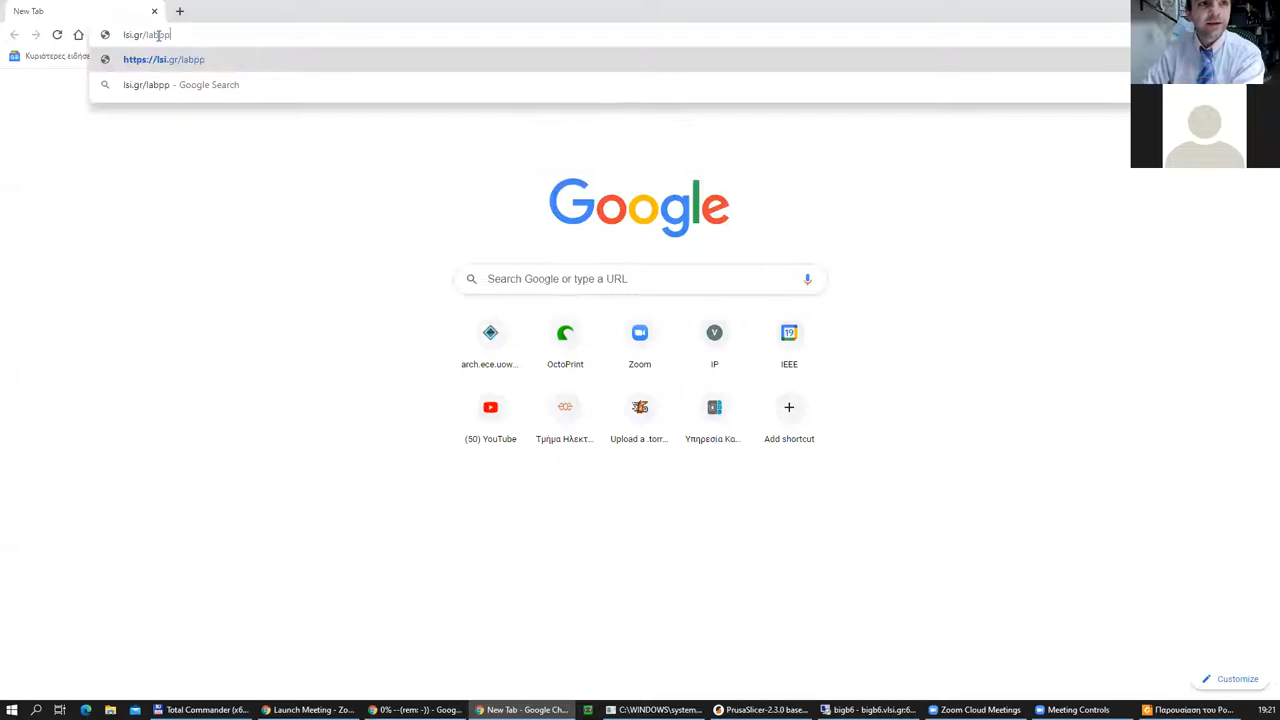 New Tab
lsi.gr/labpp
Κυριότερες ειδήσε
https://lsi.gr/labpp
lsi.gr/labpp - Google Search
Google
Search Google or type a URL
19
V
arch.ece.uow...
OctoPrint
Zoom
IP
IEEE
(50) YouTube
Τμήμα Ηλεκτ...
Upload a .torr...
Υπηρεσία Κα...
Add shortcut
Customize
Total Commander (x6...
Launch Meeting - Zo...
0% --(rem: -)) - Goog...
New Tab - Google Ch...
C:\WINDOWS\system...
PrusaSlicer-2.3.0 base...
bigb6 - bigb6.vlsi.gr:6...
Zoom Cloud Meetings
Meeting Controls
Παρουσίαση του Po...
19:21